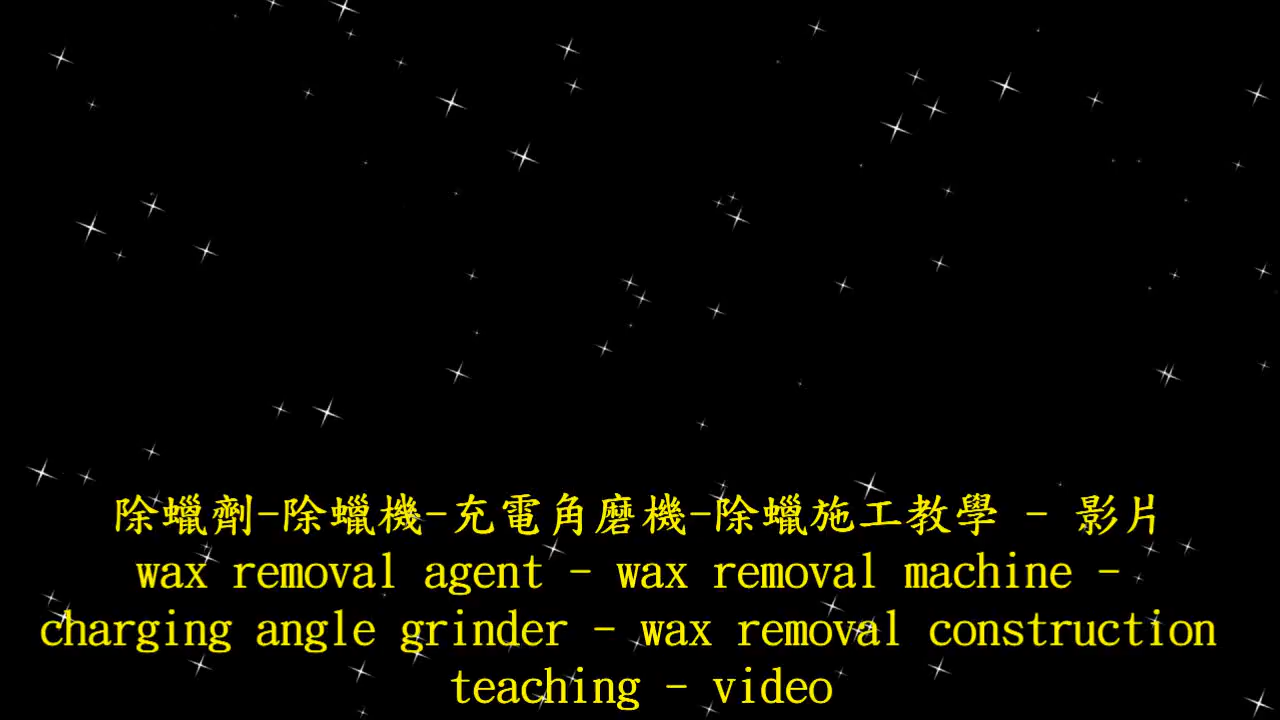 除蠟劑-除蠟機-充電角磨機-除蠟施工教學 - 影片
wax removal agent - wax removal machine -
charging angle grinder - wax removal construction
teaching - video